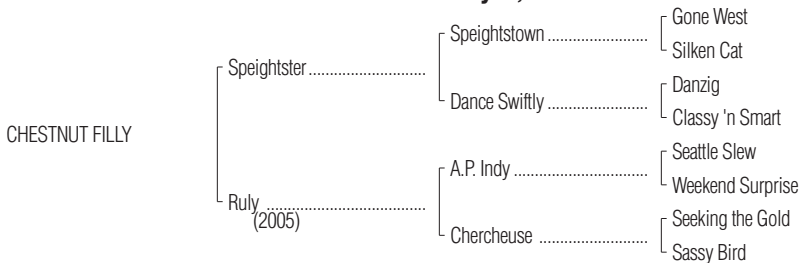 Gone West
Speightstown ........................
Silken Cat
Speightster ............................
Danzig
Dance Swiftly ........................
Classy 'n Smart
CHESTNUT FILLY
Seattle Slew
A.P. Indy ................................
Weekend Surprise
Ruly ......................................
(2005)
Seeking the Gold
Chercheuse ..........................
Sassy Bird